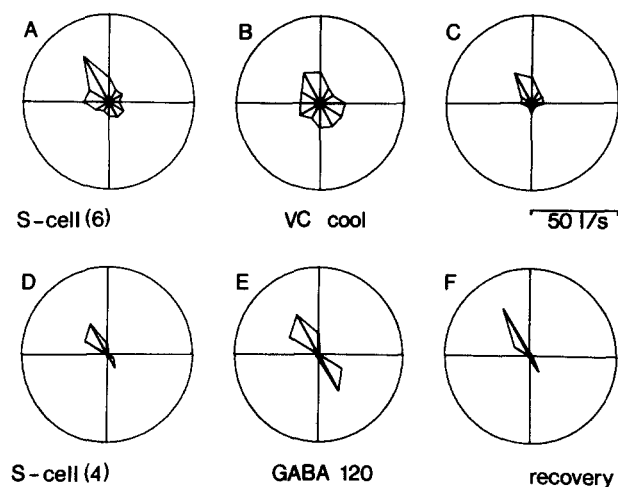 A B C
S-cell (6) VC cool 50 I/s
D E F
S-cell (4) GABA 120 recovery